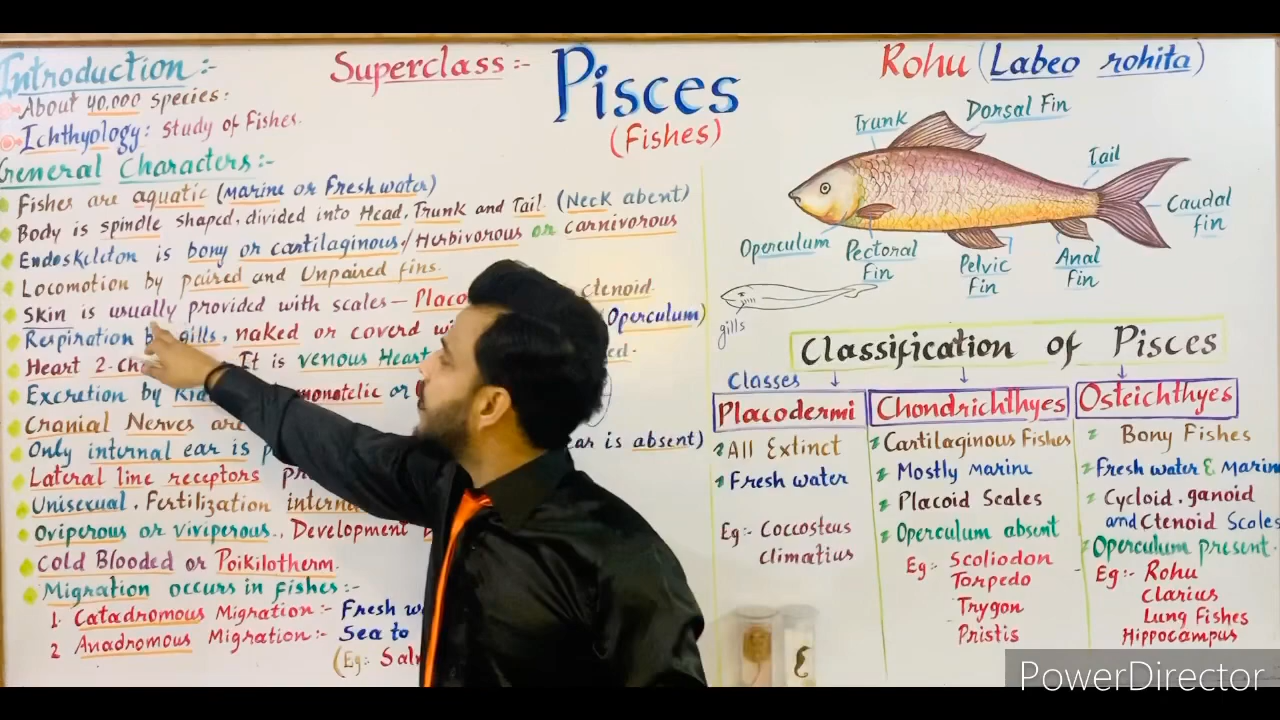 Introduction:-
About 40,000 species:
Ichthyology: Study of Fishes.
General Characters:-
Fishes are aquatic (Marine or Fresh water)
Body is spindle shaped, divided into Head, Trunk and Tail (Neck abent)
Endoskeleton is bony or cartilaginous/Herbivorous or carnivorous
Locomotion by paired and Unpaired fins.
Skin is usually provided with scales— Placo Ctenoid.
Respiration gills, naked or coverd (Operculum)
Heart 2- It is venous Heart
Excretion by or
Cranial Nerves are
Only internal ear is ear is absent)
Lateral line receptors
Unisexual, Fertilization
Oviperous or viviperous., Development
Cold Blooded or Poikilotherm.
Migration occurs in fishes:-
1. Catadromous Migration:- Fresh
2 Anadromous Migration:- Sea to
(Eg:-
Superclass:-
Pisces
(Fishes)
Rohu (Labeo rohita)
Trunk
Dorsal Fin
Tail
Caudal fin
Operculum
Pectoral Fin
Pelvic Fin
Anal Fin
gills
Classification of Pisces
Classes
Placodermi
All Extinct
Fresh water
Eg:- Coccosteus
Climatius
Chondrichthyes
Cartilaginous Fishes
Mostly Marine
Placoid Scales
Operculum absent
Eg:- Scoliodon
Torpedo
Trygon
Pristis
Osteichthyes
Bony Fishes
Fresh water & Marin
Cycloid, ganoid
and Ctenoid Scales
Operculum present.
Eg:- Rohu
Clarius
Lung Fishes
Hippocampus
PowerDirector